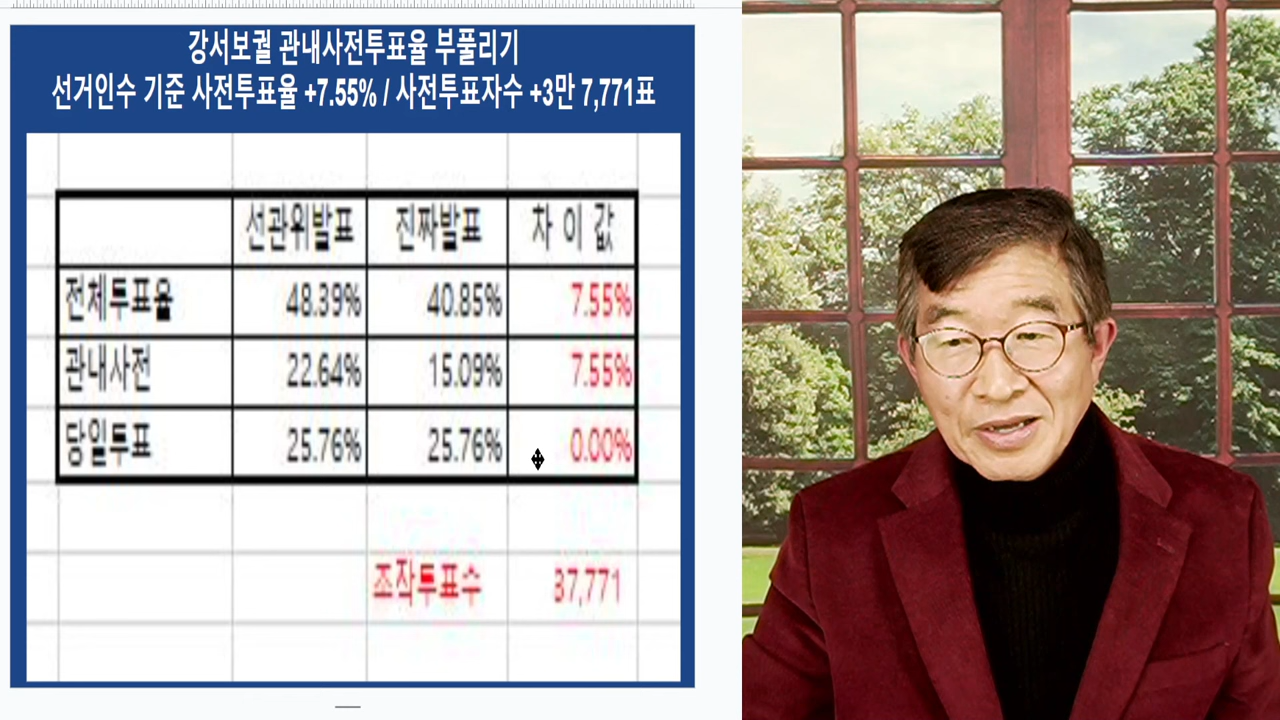 강서보궐 관내사전투표율 부풀리기
선거인수 기준 사전투표율 +7.55% / 사전투표자수 +3만 7,771표
선관위발표 진짜발표 차 이 값
전체투표율 48.39% 40.85% 7.55%
관내사전 22.64% 15.09% 7.55%
당일투표 25.76% 25.76% 0.00%
조작투표수 37,771